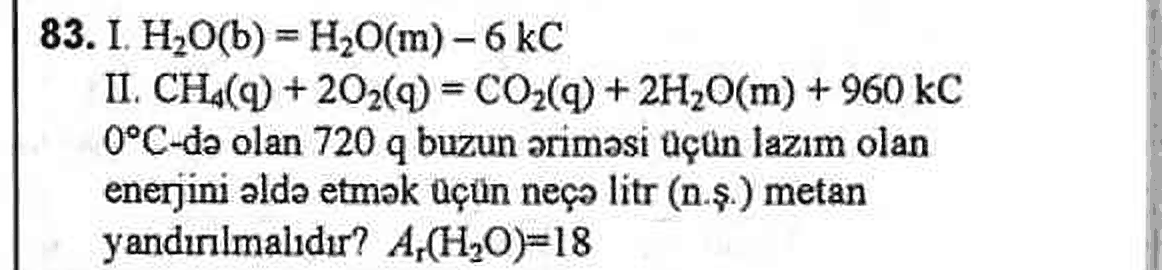 83. I. H₂O(b) = H₂O(m) – 6 kC
II. CH₄(q) + 2O₂(q) = CO₂(q) + 2H₂O(m) + 960 kC
0°C-də olan 720 q buzun əriməsi üçün lazım olan
enerjini əldə etmək üçün neçə litr (n.ş.) metan
yandırılmalıdır? Aᵣ(H₂O)=18